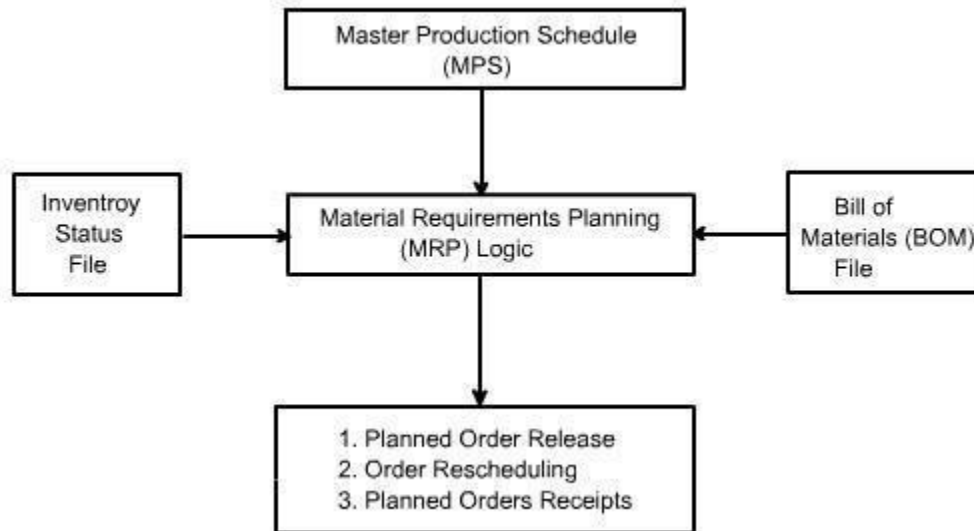 Master Production Schedule
(MPS)
Inventroy
Status
File
Material Requirements Planning
(MRP) Logic
Bill of
Materials (BOM)
File
1. Planned Order Release
2. Order Rescheduling
3. Planned Orders Receipts